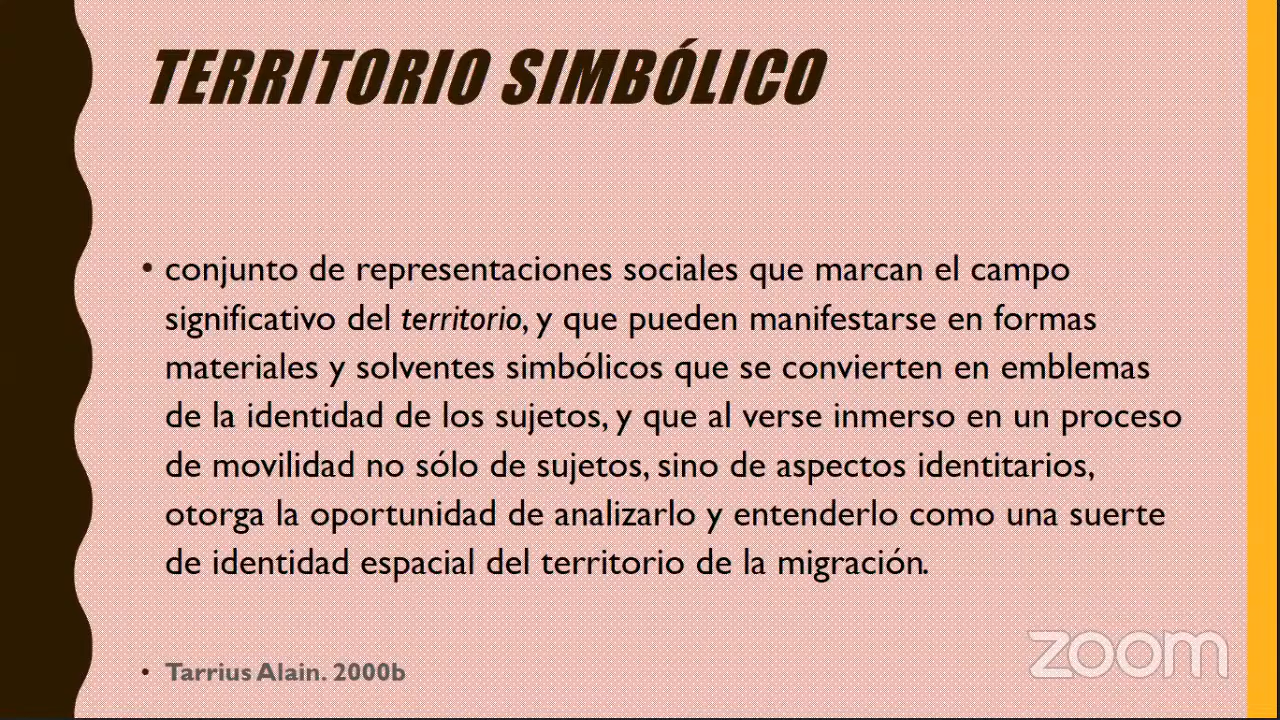 TERRITORIO SIMBÓLICO
• conjunto de representaciones sociales que marcan el campo
significativo del territorio, y que pueden manifestarse en formas
materiales y solventes simbólicos que se convierten en emblemas
de la identidad de los sujetos, y que al verse inmerso en un proceso
de movilidad no sólo de sujetos, sino de aspectos identitarios,
otorga la oportunidad de analizarlo y entenderlo como una suerte
de identidad espacial del territorio de la migración.
• Tarrius Alain. 2000b
zoom